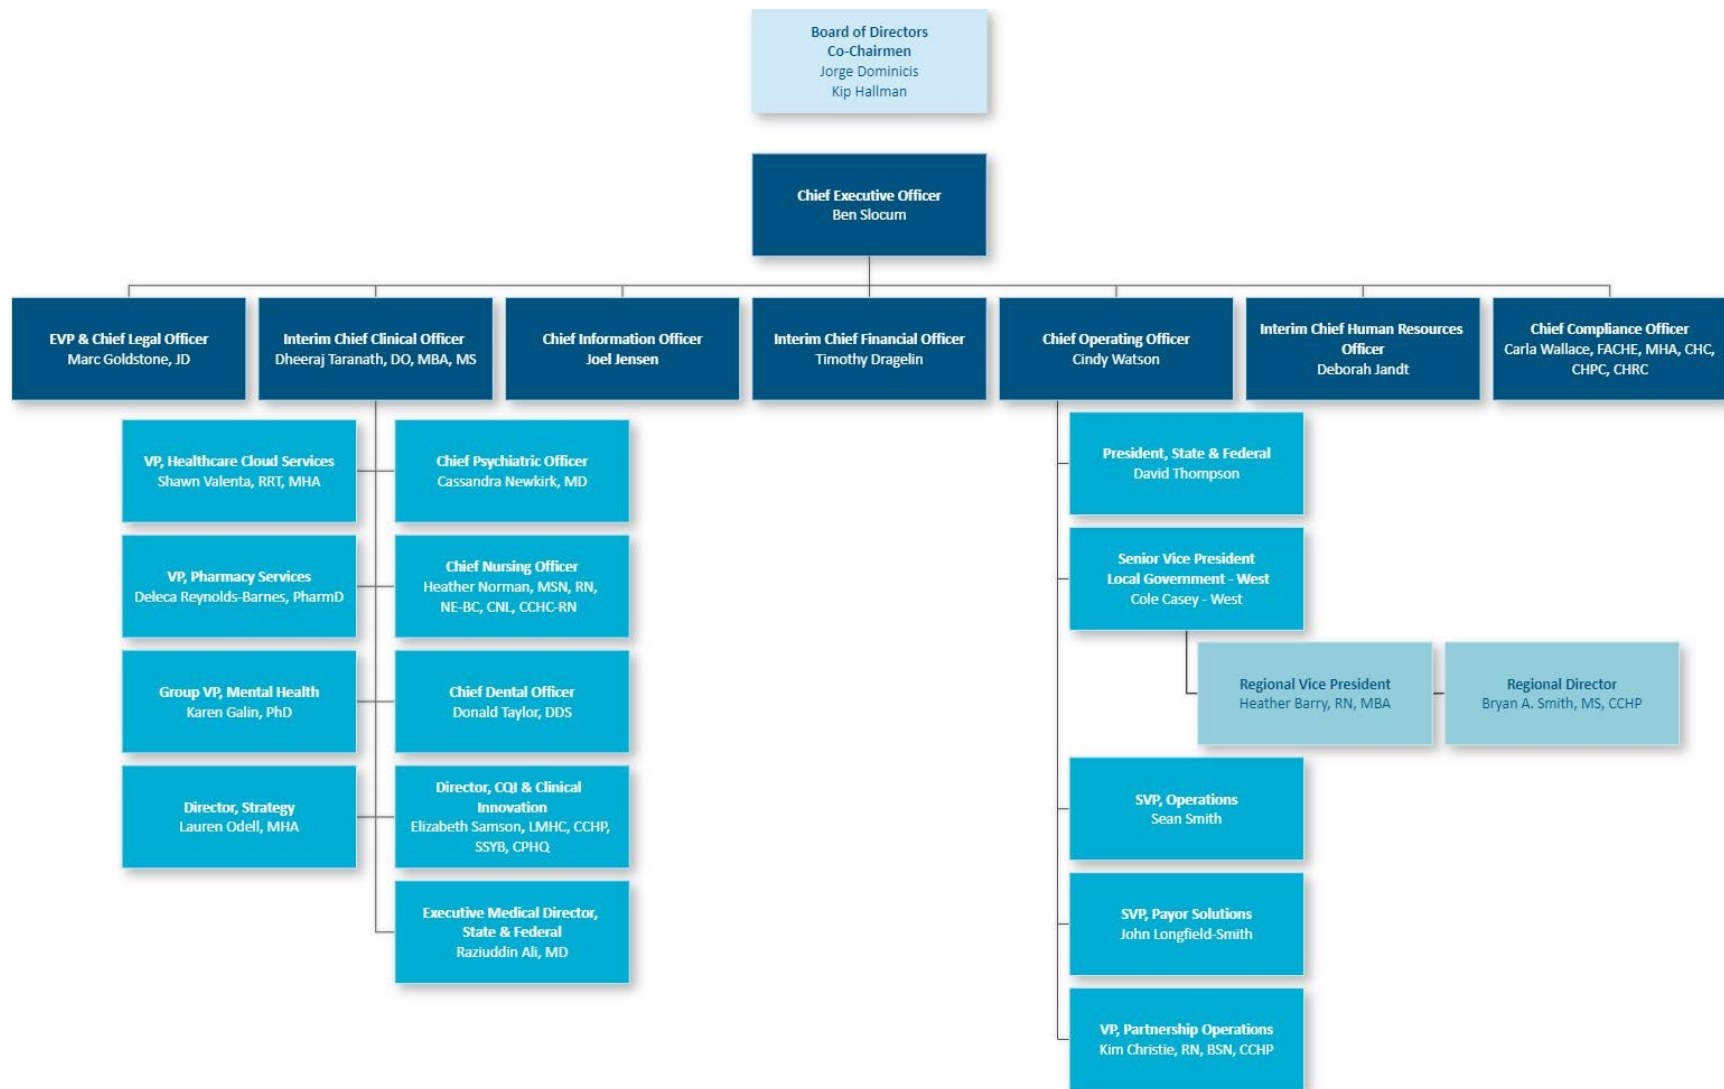 Board of Directors
Co-Chairmen
Jorge Dominicis
Kip Hallman
Chief Executive Officer
Ben Slocum
EVP & Chief Legal Officer
Marc Goldstone, JD
Interim Chief Clinical Officer
Dheeraj Taranath, DO, MBA, MS
Chief Information Officer
Joel Jensen
Interim Chief Financial Officer
Timothy Dragelin
Chief Operating Officer
Cindy Watson
Interim Chief Human Resources
Officer
Deborah Jandt
Chief Compliance Officer
Carla Wallace, FACHE, MHA, CHC,
CHPC, CHRC
VP, Healthcare Cloud Services
Shawn Valenta, RRT, MHA
Chief Psychiatric Officer
Cassandra Newkirk, MD
VP, Pharmacy Services
Deleca Reynolds-Barnes, PharmD
Chief Nursing Officer
Heather Norman, MSN, RN,
NE-BC, CNL, CCHC-RN
Group VP, Mental Health
Karen Galin, PhD
Chief Dental Officer
Donald Taylor, DDS
Director, Strategy
Lauren Odell, MHA
Director, CQI & Clinical
Innovation
Elizabeth Samson, LMHC, CCHP,
SSYB, CPHQ
Executive Medical Director,
State & Federal
Raziuddin Ali, MD
President, State & Federal
David Thompson
Senior Vice President
Local Government - West
Cole Casey - West
Regional Vice President
Heather Barry, RN, MBA
Regional Director
Bryan A. Smith, MS, CCHP
SVP, Operations
Sean Smith
SVP, Payor Solutions
John Longfield-Smith
VP, Partnership Operations
Kim Christie, RN, BSN, CCHP